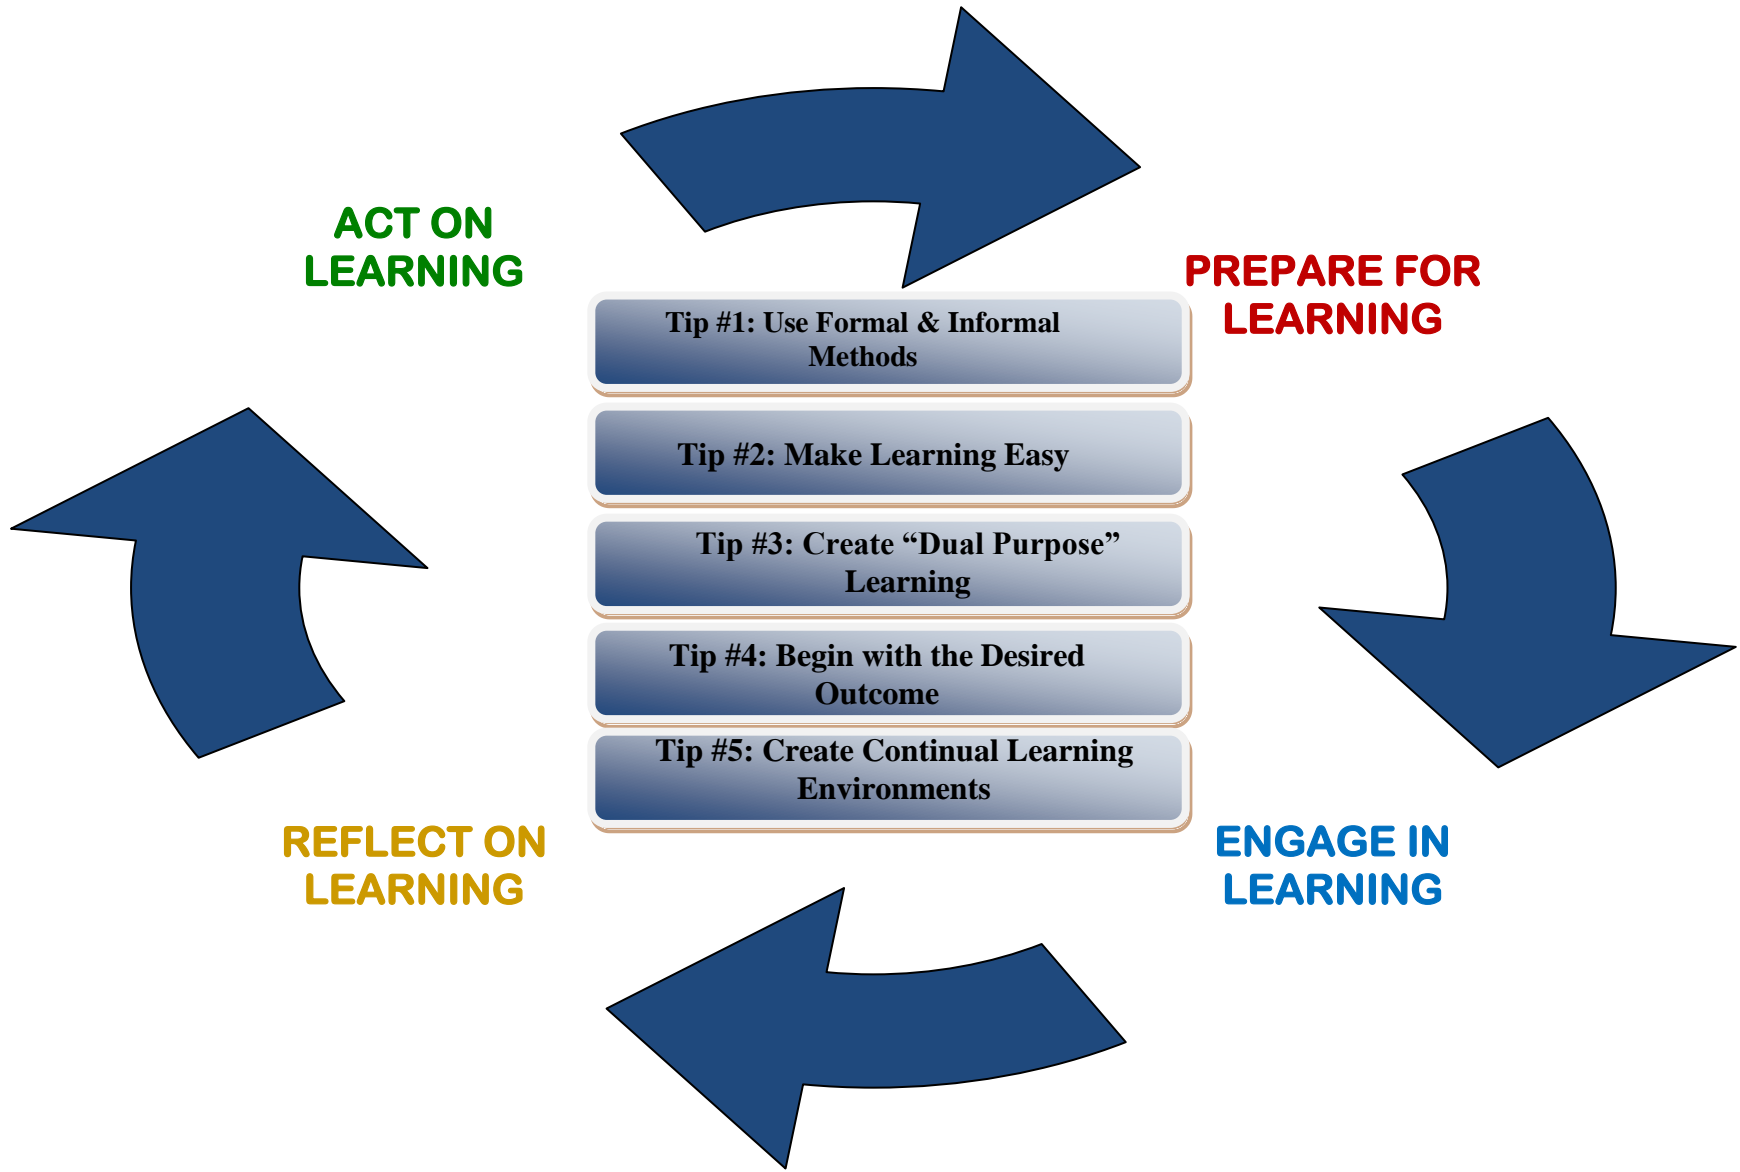 ACT ON
LEARNING
PREPARE FOR
LEARNING
Tip #1: Use Formal & Informal
Methods
Tip #2: Make Learning Easy
Tip #3: Create “Dual Purpose”
Learning
Tip #4: Begin with the Desired
Outcome
Tip #5: Create Continual Learning
Environments
REFLECT ON
LEARNING
ENGAGE IN
LEARNING